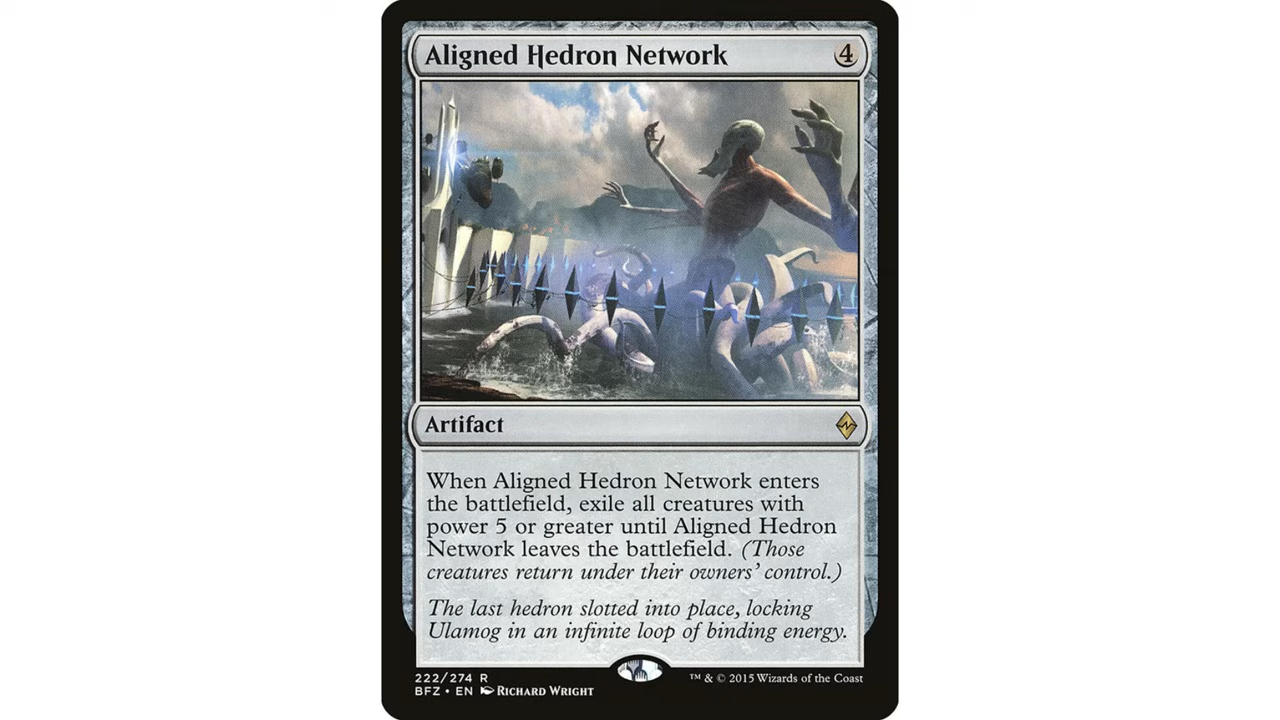 Aligned Hedron Network 4
Artifact
When Aligned Hedron Network enters
the battlefield, exile all creatures with
power 5 or greater until Aligned Hedron
Network leaves the battlefield. (Those
creatures return under their owners’ control.)
The last hedron slotted into place, locking
Ulamog in an infinite loop of binding energy.
222/274 R
™ & © 2015 Wizards of the Coast
BFZ • EN Richard Wright